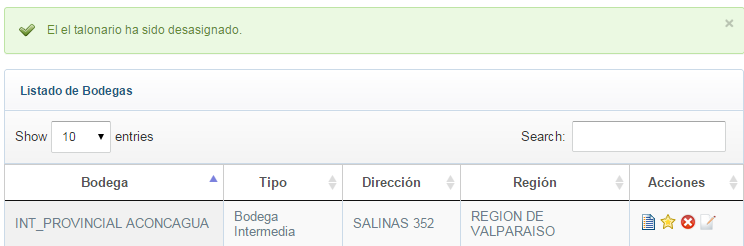 El el talonario ha sido desasignado.
×
Listado de Bodegas
Show 10 entries Search:
Bodega Tipo Dirección Región Acciones
INT_PROVINCIAL ACONCAGUA Bodega Intermedia SALINAS 352 REGION DE VALPARAISO